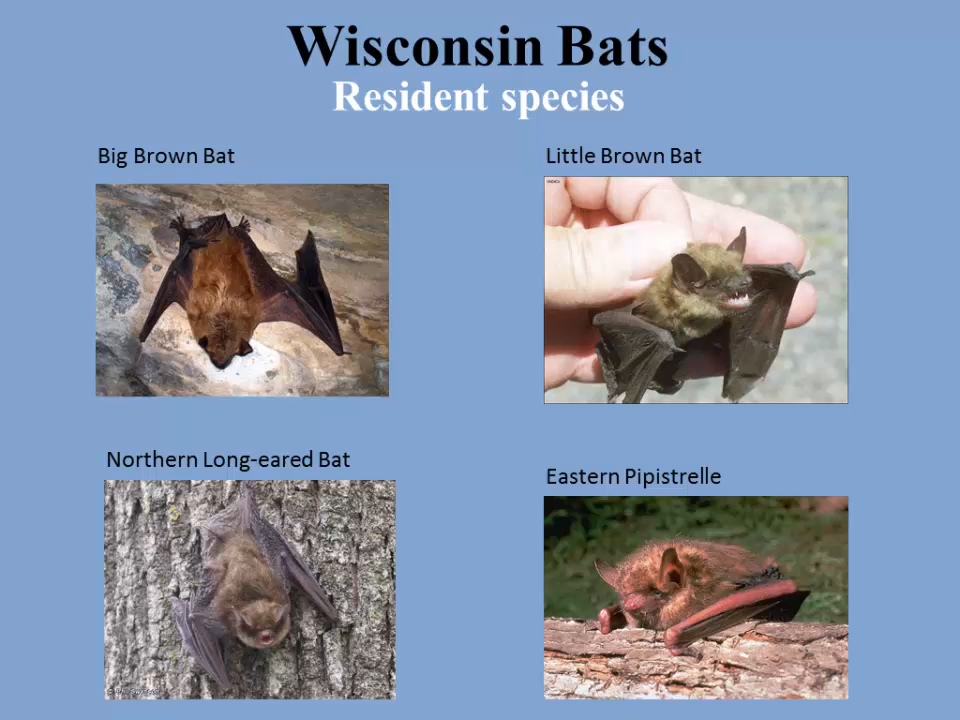 Wisconsin Bats
Resident species
Big Brown Bat
Little Brown Bat
Northern Long-eared Bat
Eastern Pipistrelle